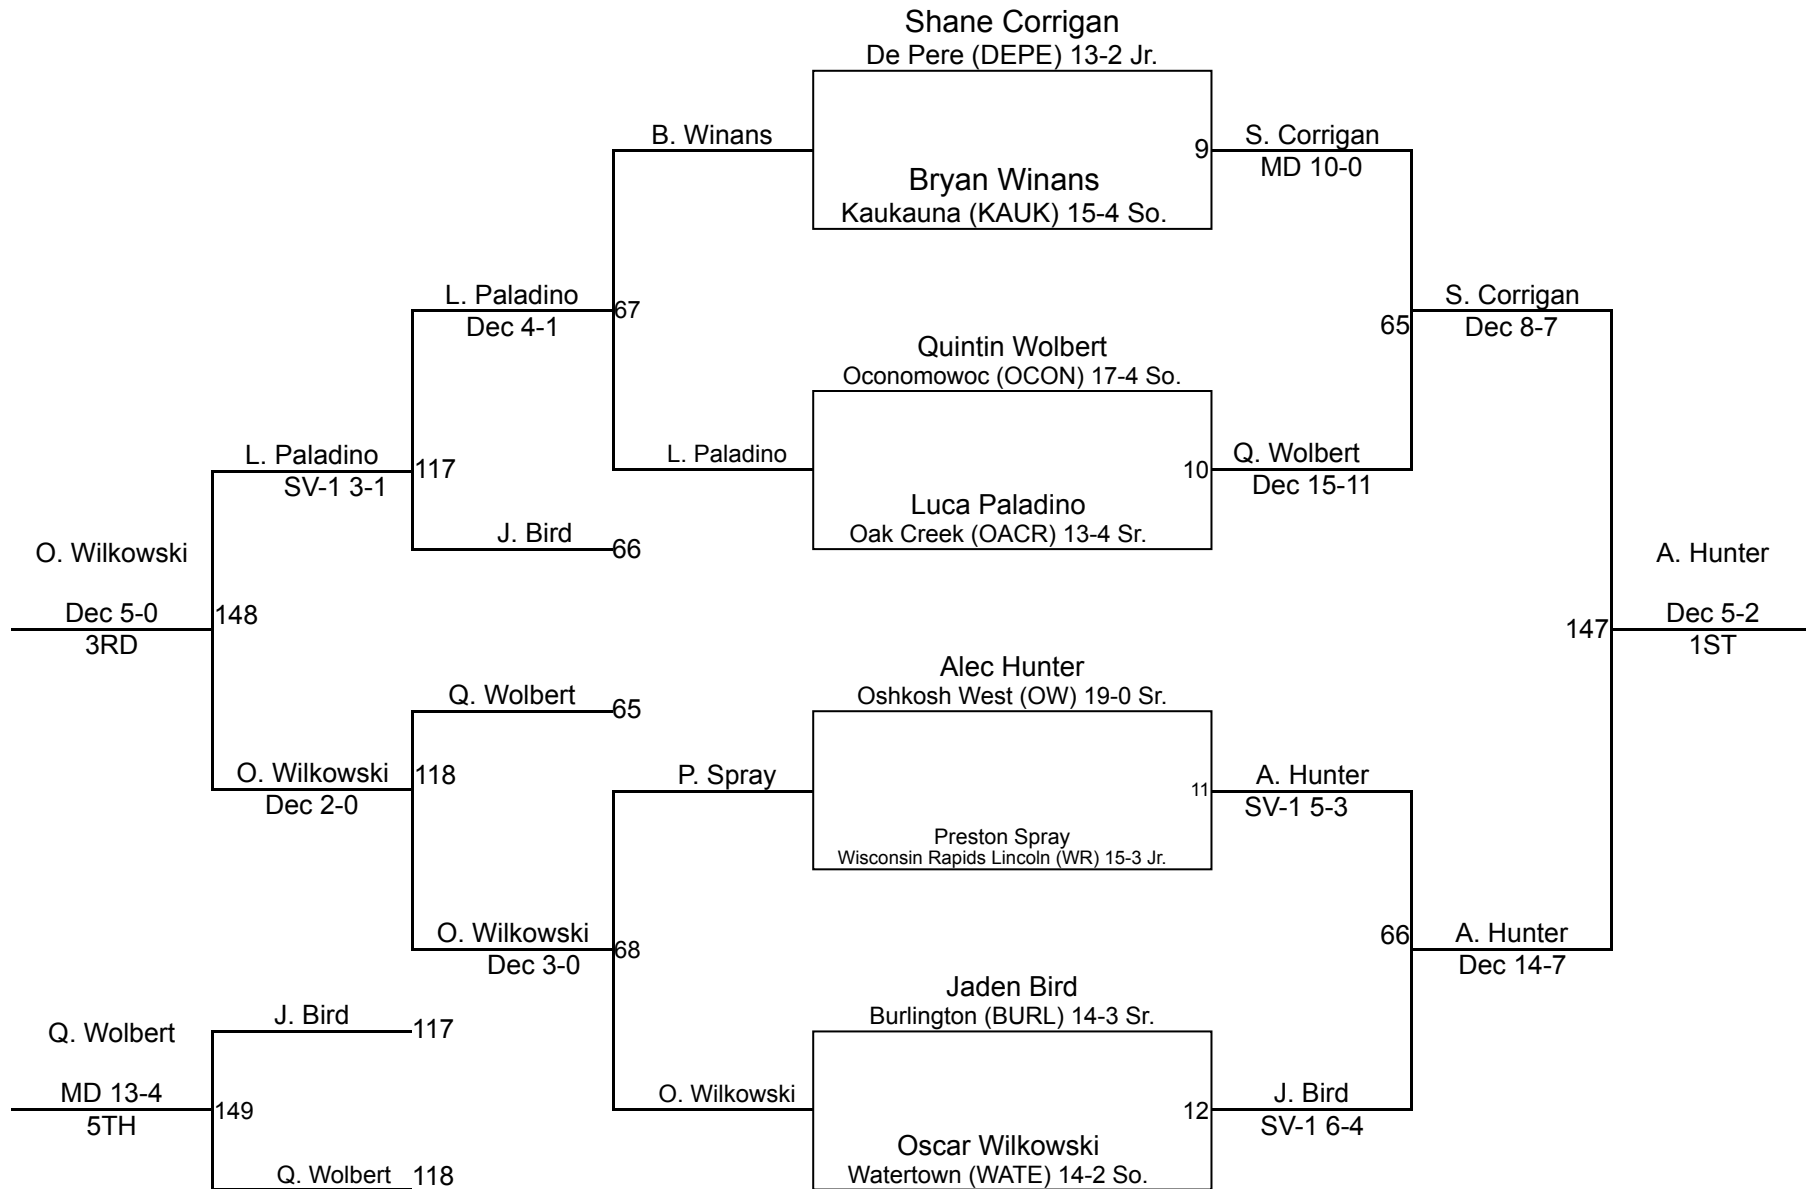 Shane Corrigan
De Pere (DEPE) 13-2 Jr.
B. Winans
9
S. Corrigan
MD 10-0
Bryan Winans
Kaukauna (KAUK) 15-4 So.
L. Paladino
Dec 4-1
67
S. Corrigan
Dec 8-7
65
Quintin Wolbert
Oconomowoc (OCON) 17-4 So.
L. Paladino
SV-1 3-1
117
L. Paladino
10
Q. Wolbert
Dec 15-11
Luca Paladino
Oak Creek (OACR) 13-4 Sr.
J. Bird
66
O. Wilkowski
Dec 5-0
3RD
148
A. Hunter
Dec 5-2
1ST
147
Alec Hunter
Oshkosh West (OW) 19-0 Sr.
Q. Wolbert
65
O. Wilkowski
Dec 2-0
118
P. Spray
11
A. Hunter
SV-1 5-3
Preston Spray
Wisconsin Rapids Lincoln (WR) 15-3 Jr.
O. Wilkowski
Dec 3-0
68
66
A. Hunter
Dec 14-7
Jaden Bird
Burlington (BURL) 14-3 Sr.
J. Bird
117
Q. Wolbert
MD 13-4
5TH
149
O. Wilkowski
12
J. Bird
SV-1 6-4
Oscar Wilkowski
Watertown (WATE) 14-2 So.
Q. Wolbert
118